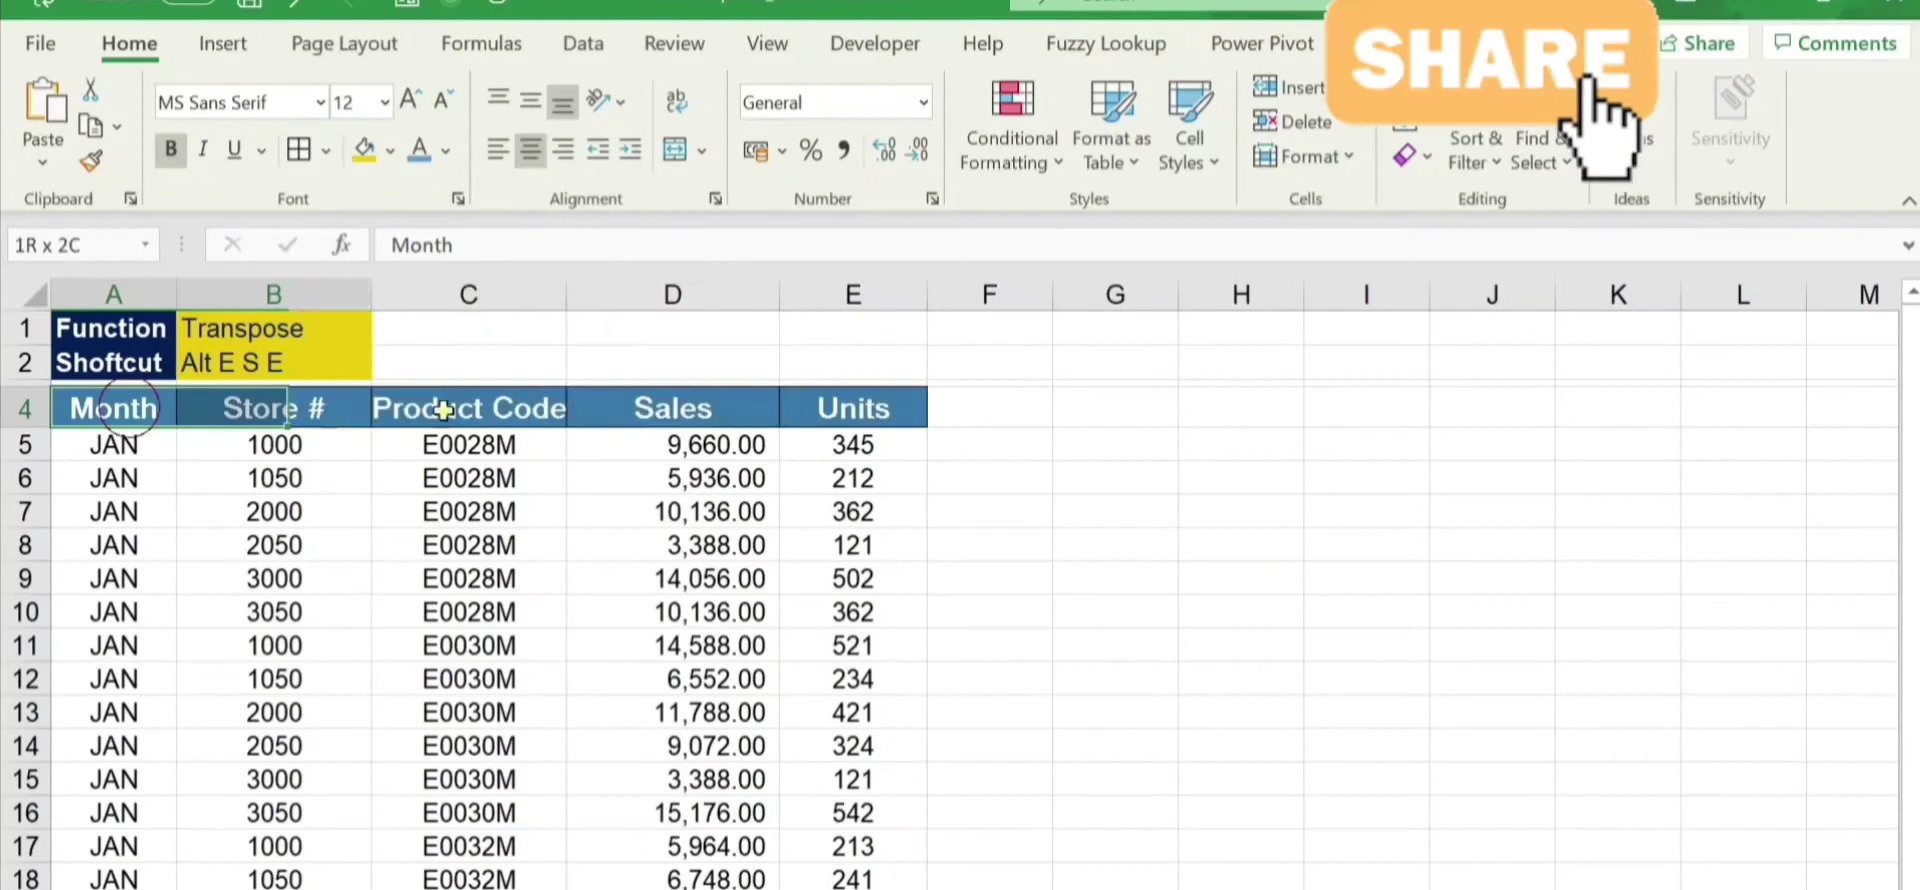 File Home Insert Page Layout Formulas Data Review View Developer Help Fuzzy Lookup Power Pivot SHARE Share Comments
MS Sans Serif 12 General Insert
Paste B I U Conditional Format as Cell Delete Sort & Find & Sensitivity
Formatting Table Styles Format Filter Select
Clipboard Font Alignment Number Styles Cells Editing Ideas Sensitivity
1R x 2C fx Month
A B C D E F G H I J K L M
1 Function Transpose
2 Shoftcut Alt E S E
4 Month Store # Product Code Sales Units
5 JAN 1000 E0028M 9,660.00 345
6 JAN 1050 E0028M 5,936.00 212
7 JAN 2000 E0028M 10,136.00 362
8 JAN 2050 E0028M 3,388.00 121
9 JAN 3000 E0028M 14,056.00 502
10 JAN 3050 E0028M 10,136.00 362
11 JAN 1000 E0030M 14,588.00 521
12 JAN 1050 E0030M 6,552.00 234
13 JAN 2000 E0030M 11,788.00 421
14 JAN 2050 E0030M 9,072.00 324
15 JAN 3000 E0030M 3,388.00 121
16 JAN 3050 E0030M 15,176.00 542
17 JAN 1000 E0032M 5,964.00 213
18 JAN 1050 E0032M 6,748.00 241